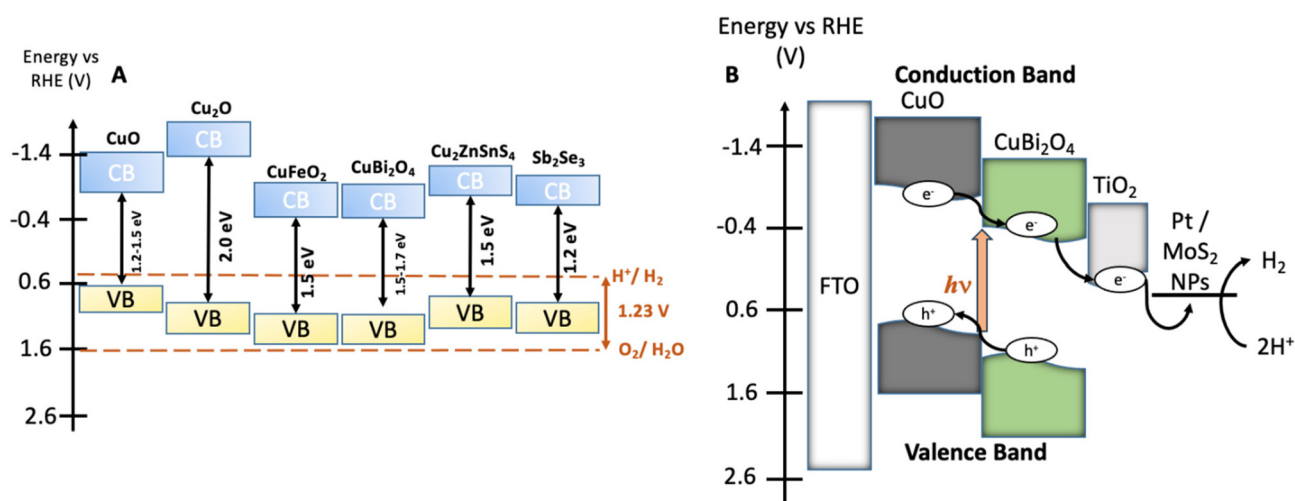 Energy vs
RHE (V)
A
-1.4
-0.4
0.6
1.6
2.6
CuO
CB
1.2-1.5 eV
VB
Cu₂O
CB
2.0 eV
VB
CuFeO₂
CB
1.5 eV
VB
CuBi₂O₄
CB
1.5-1.7 eV
VB
Cu₂ZnSnS₄
CB
1.5 eV
VB
Sb₂Se₃
CB
1.2 eV
VB
H⁺/ H₂
1.23 V
O₂/ H₂O
Energy vs RHE
(V)
B
-1.4
-0.4
0.6
1.6
2.6
Conduction Band
FTO
CuO
CuBi₂O₄
TiO₂
Pt /
MoS₂
NPs
e⁻
e⁻
e⁻
hν
h⁺
h⁺
H₂
2H⁺
Valence Band